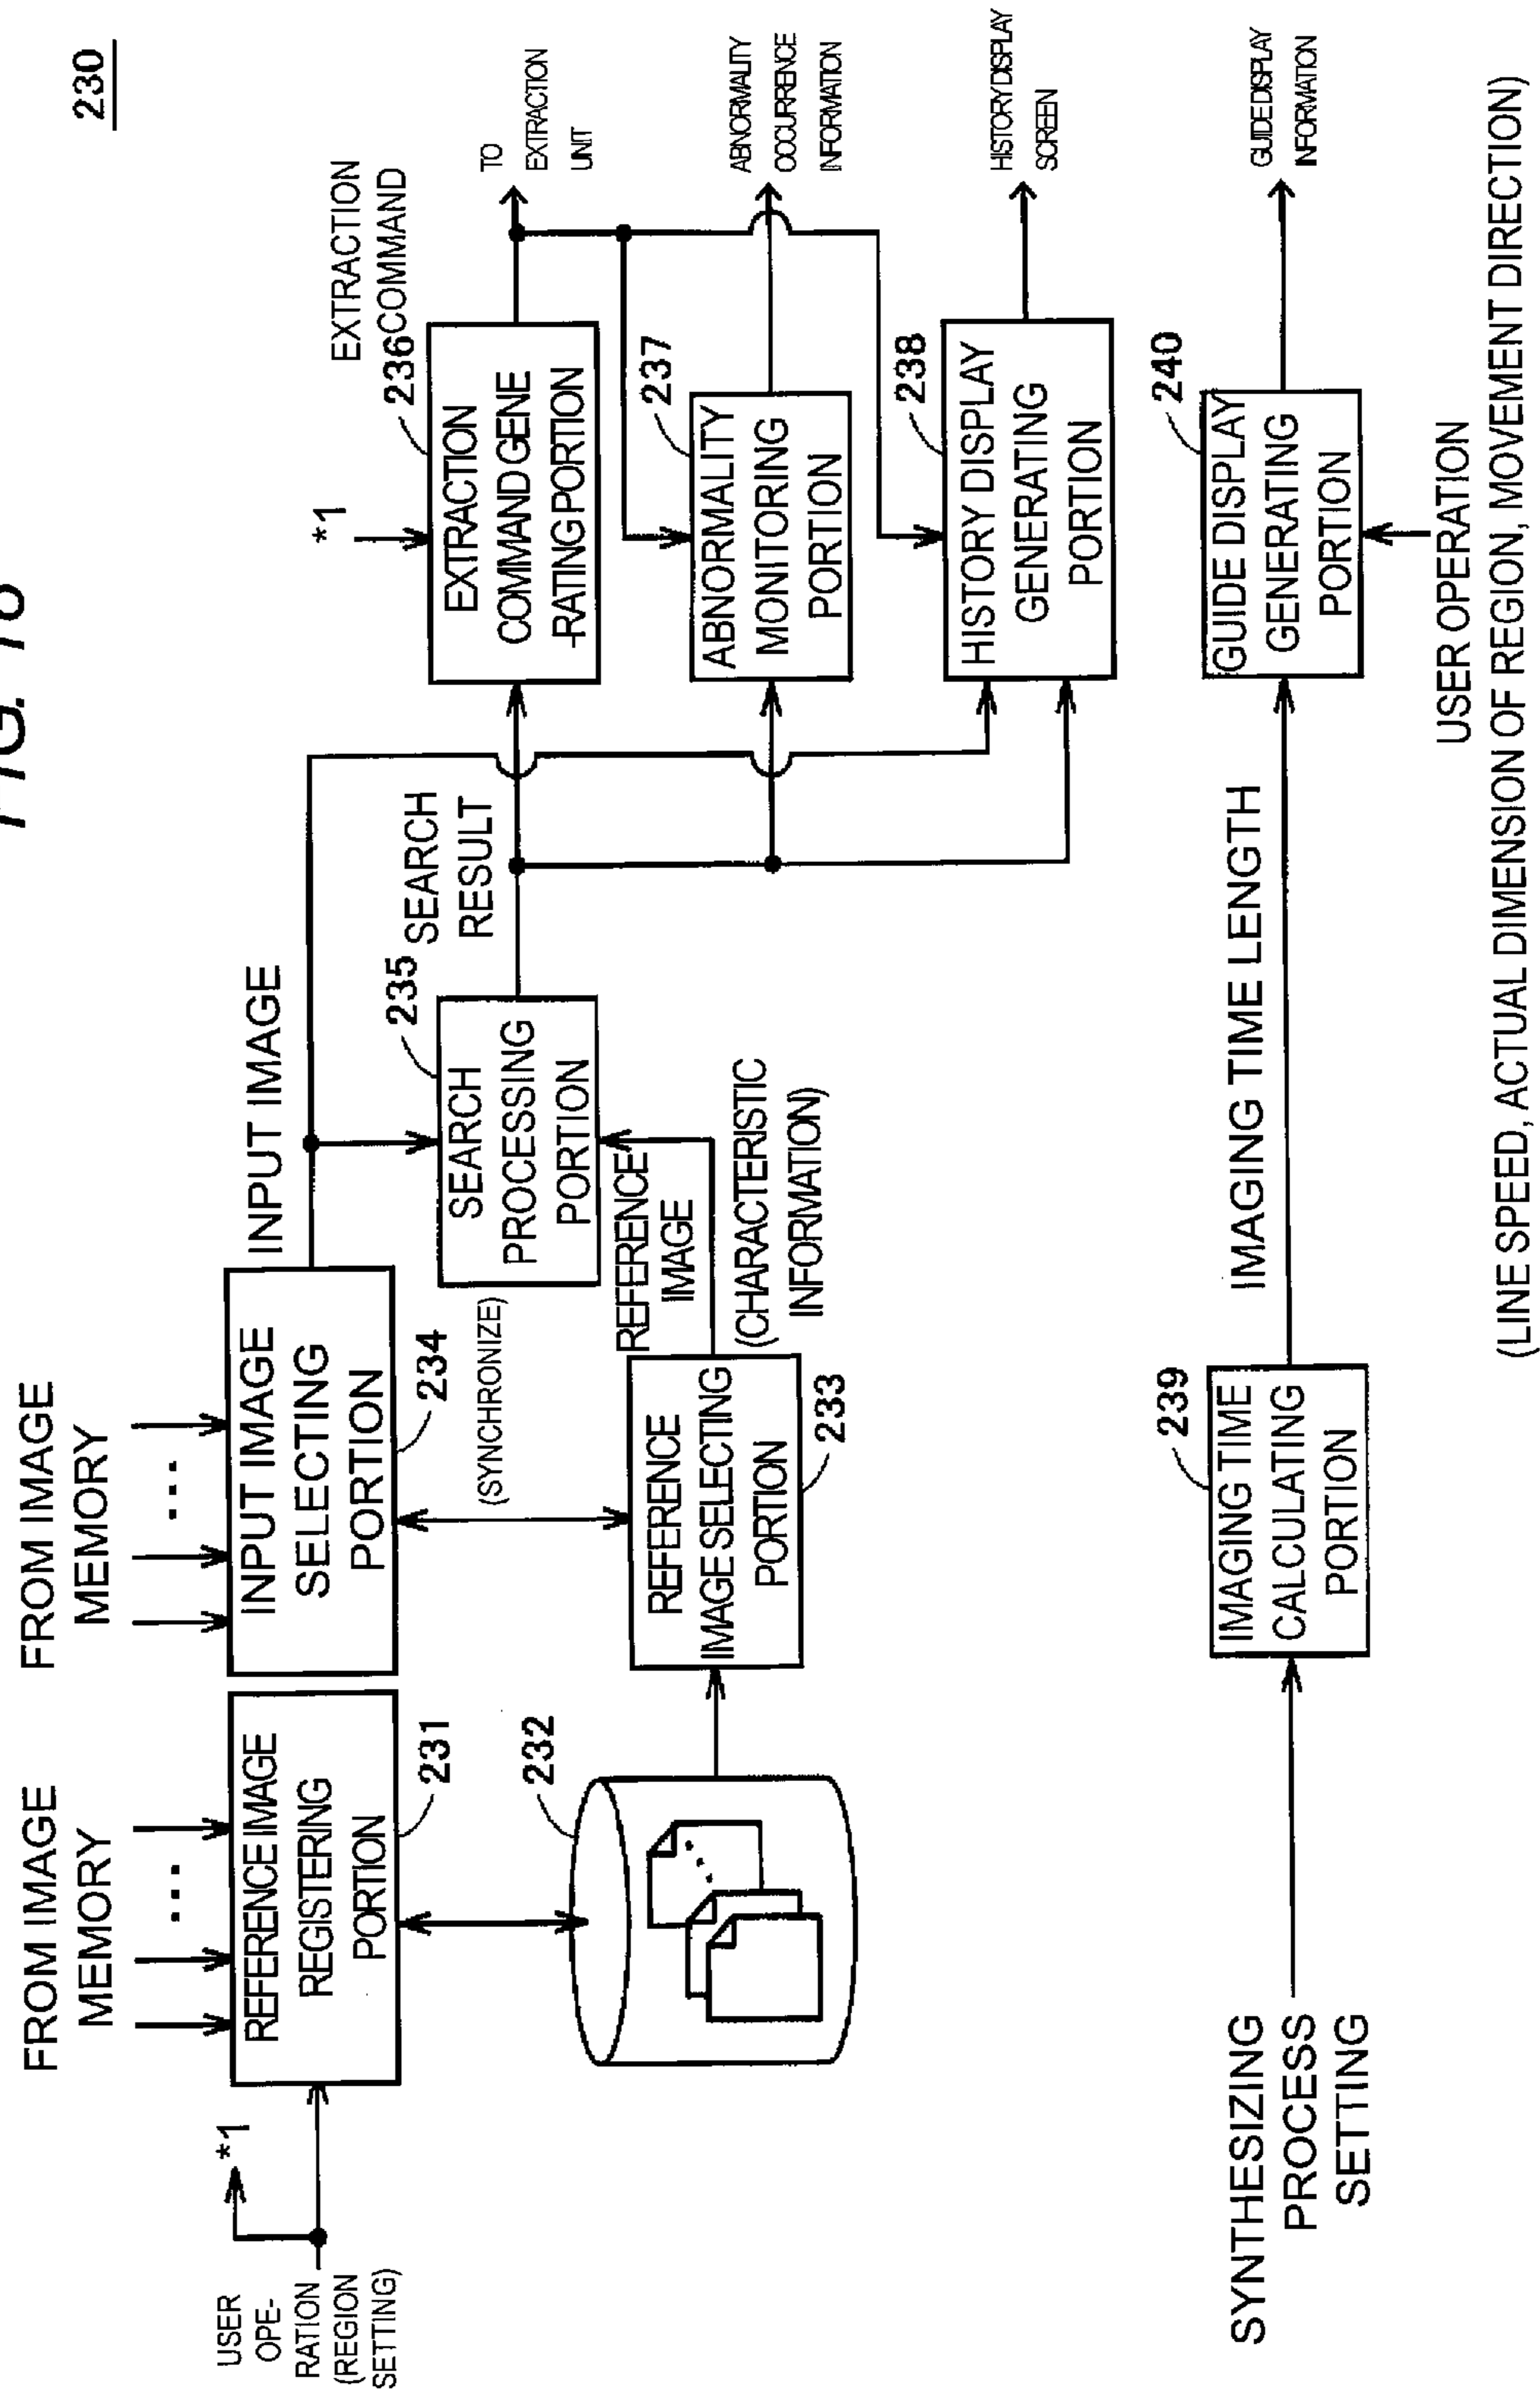 FIG.
230
FROM IMAGE
MEMORY
...
FROM IMAGE
MEMORY
...
USER
OPE-
RATION
(REGION
SETTING)
*1
REFERENCE IMAGE
REGISTERING
PORTION
231
232
INPUT IMAGE
SELECTING
PORTION
234
(SYNCHRONIZE)
REFERENCE
IMAGE SELECTING
PORTION
233
INPUT IMAGE
235
SEARCH
PROCESSING
PORTION
REFERENCE
IMAGE
(CHARACTERISTIC
INFORMATION)
SEARCH
RESULT
*1
EXTRACTION
COMMAND
236
EXTRACTION
COMMAND GENE
-RATING PORTION
TO
EXTRACTION
UNIT
237
ABNORMALITY
MONITORING
PORTION
ABNORMALITY
OCCURRENCE
INFORMATION
238
HISTORY DISPLAY
GENERATING
PORTION
HISTORY DISPLAY
SCREEN
SYNTHESIZING
PROCESS
SETTING
239
IMAGING TIME
CALCULATING
PORTION
IMAGING TIME LENGTH
240
GUIDE DISPLAY
GENERATING
PORTION
GUIDE DISPLAY
INFORMATION
USER OPERATION
(LINE SPEED, ACTUAL DIMENSION OF REGION, MOVEMENT DIRECTION)